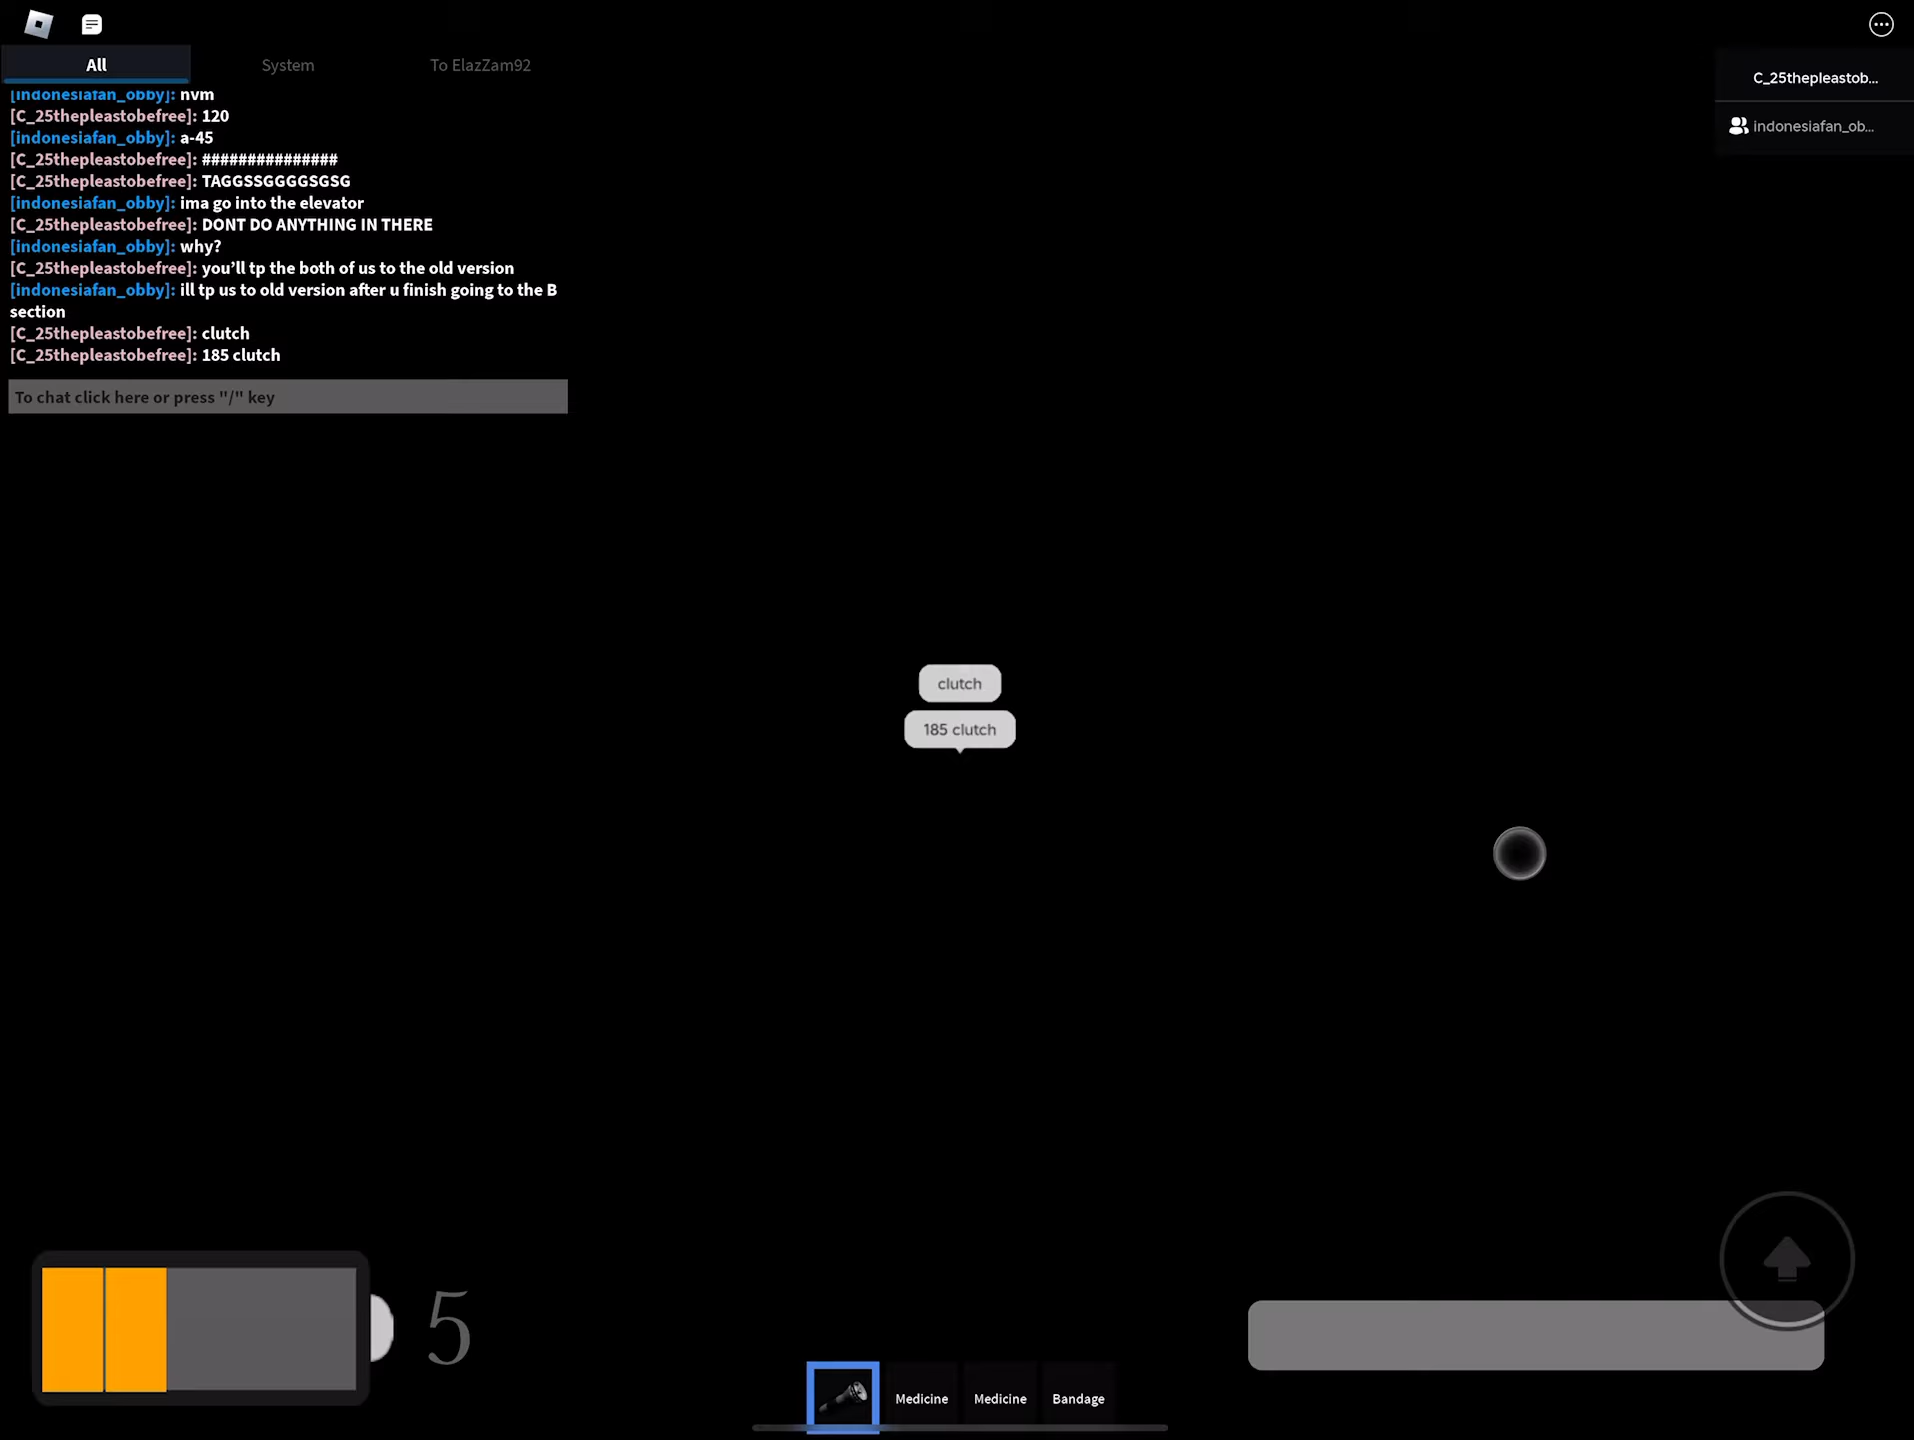 All
System
To ElazZam92
[indonesiafan_obby]: nvm
[C_25thepleastobefree]: 120
[indonesiafan_obby]: a-45
[C_25thepleastobefree]: ###############
[C_25thepleastobefree]: TAGGSSGGGGSGSG
[indonesiafan_obby]: ima go into the elevator
[C_25thepleastobefree]: DONT DO ANYTHING IN THERE
[indonesiafan_obby]: why?
[C_25thepleastobefree]: you’ll tp the both of us to the old version
[indonesiafan_obby]: ill tp us to old version after u finish going to the B
section
[C_25thepleastobefree]: clutch
[C_25thepleastobefree]: 185 clutch
To chat click here or press "/" key
C_25thepleastob...
indonesiafan_ob...
clutch
185 clutch
5
Medicine
Medicine
Bandage